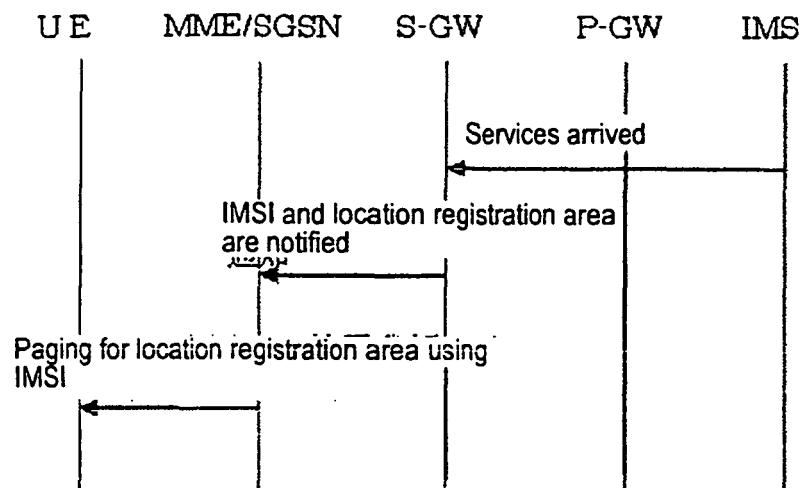 U E MME/SGSN S-GW P-GW IMS
Services arrived
IMSI and location registration area
are notified
Paging for location registration area using
IMSI